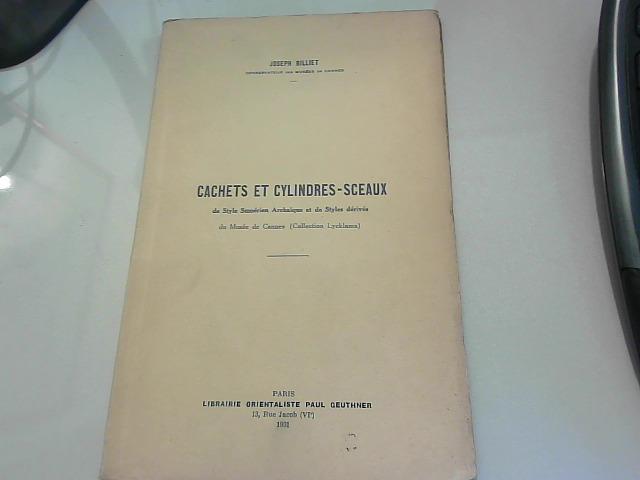 JOSEPH BILLIET
CONSERVATEUR DES MUSÉES DE CANNES
CACHETS ET CYLINDRES-SCEAUX
de Style Sumérien Archaïque et de Styles dérivés
du Musée de Cannes (Collection Lycklama)
PARIS
LIBRAIRIE ORIENTALISTE PAUL GEUTHNER
13, Rue Jacob (VIᵉ)
1931